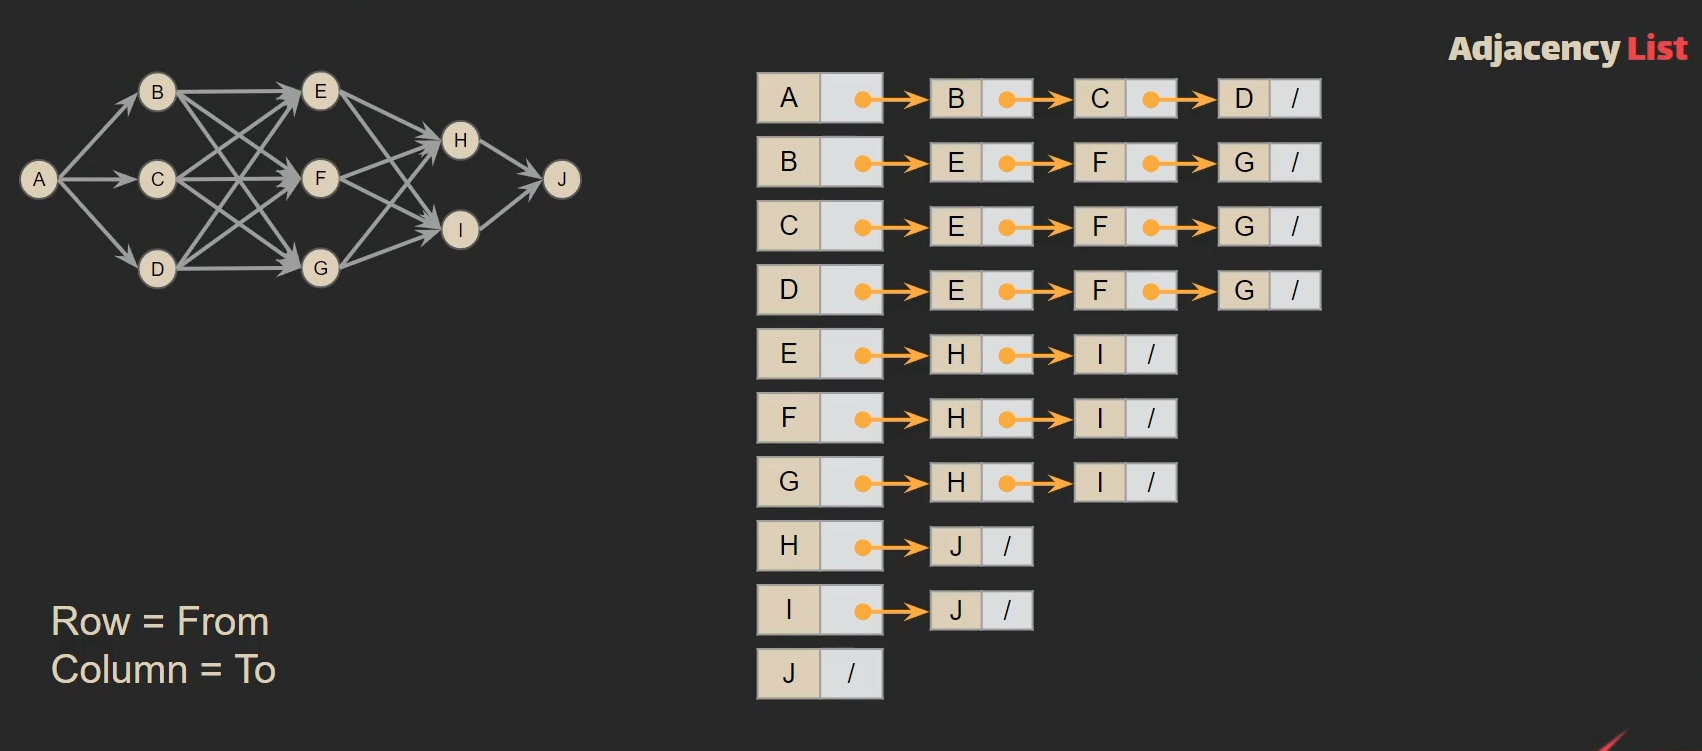 Adjacency List
A
B
C
D
E
F
G
H
I
J
A B C D /
B E F G /
C E F G /
D E F G /
E H I /
F H I /
G H I /
H J /
I J /
J /
Row = From
Column = To